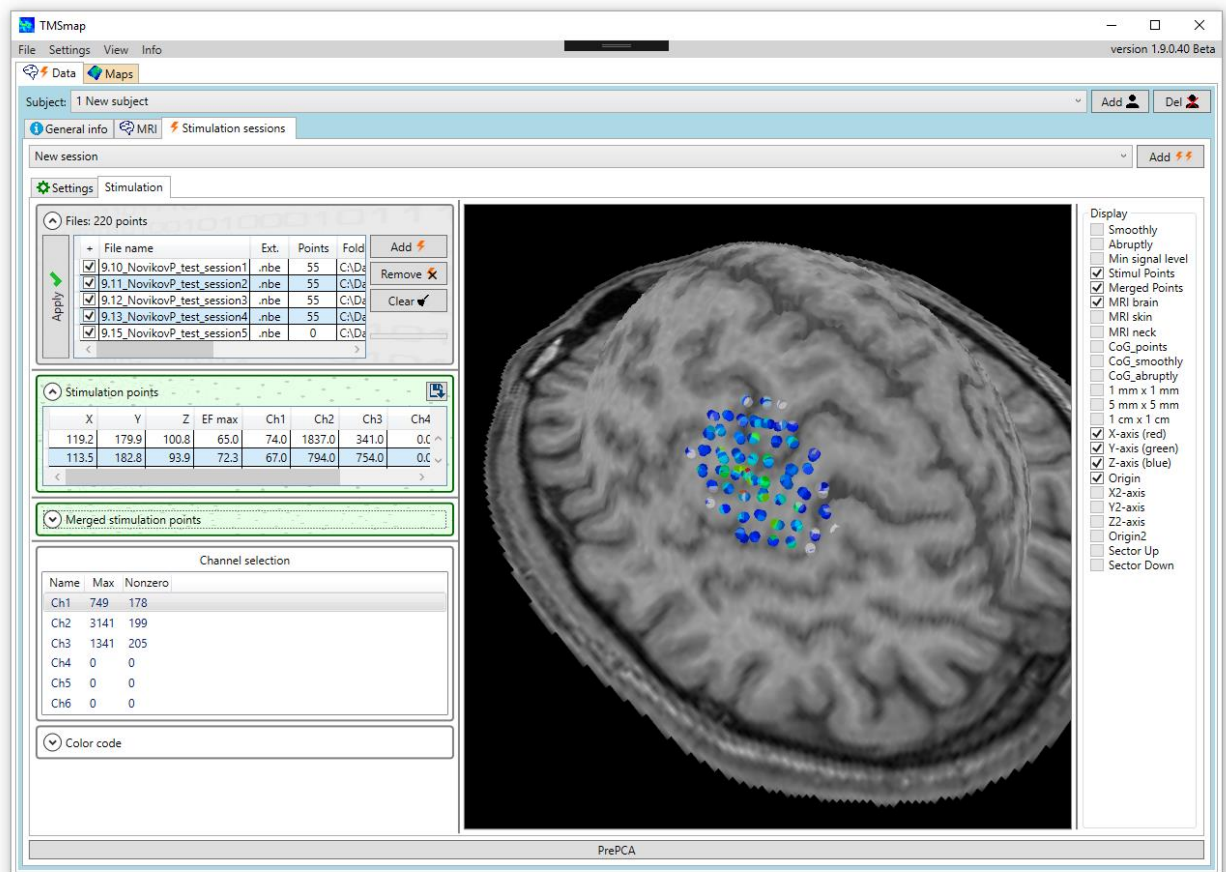 TMSmap
File Settings View Info version 1.9.0.40 Beta
Data Maps
Subject: 1 New subject Add Del
General info MRI Stimulation sessions
New session Add
Settings Stimulation
Files: 220 points
Apply
+ File name Ext. Points Fold
9.10_NovikovP_test_session1 .nbe 55 C:\Da
9.11_NovikovP_test_session2 .nbe 55 C:\Da
9.12_NovikovP_test_session3 .nbe 55 C:\Da
9.13_NovikovP_test_session4 .nbe 55 C:\Da
9.15_NovikovP_test_session5 .nbe 0 C:\Da
Add
Remove
Clear
Stimulation points
X Y Z EF max Ch1 Ch2 Ch3 Ch4
119.2 179.9 100.8 65.0 74.0 1837.0 341.0 0.0
113.5 182.8 93.9 72.3 67.0 794.0 754.0 0.0
Merged stimulation points
Channel selection
Name Max Nonzero
Ch1 749 178
Ch2 3141 199
Ch3 1341 205
Ch4 0 0
Ch5 0 0
Ch6 0 0
Color code
Display
Smoothly
Abruptly
Min signal level
Stimul Points
Merged Points
MRI brain
MRI skin
MRI neck
CoG_points
CoG_smoothly
CoG_abruptly
1 mm x 1 mm
5 mm x 5 mm
1 cm x 1 cm
X-axis (red)
Y-axis (green)
Z-axis (blue)
Origin
X2-axis
Y2-axis
Z2-axis
Origin2
Sector Up
Sector Down
PrePCA